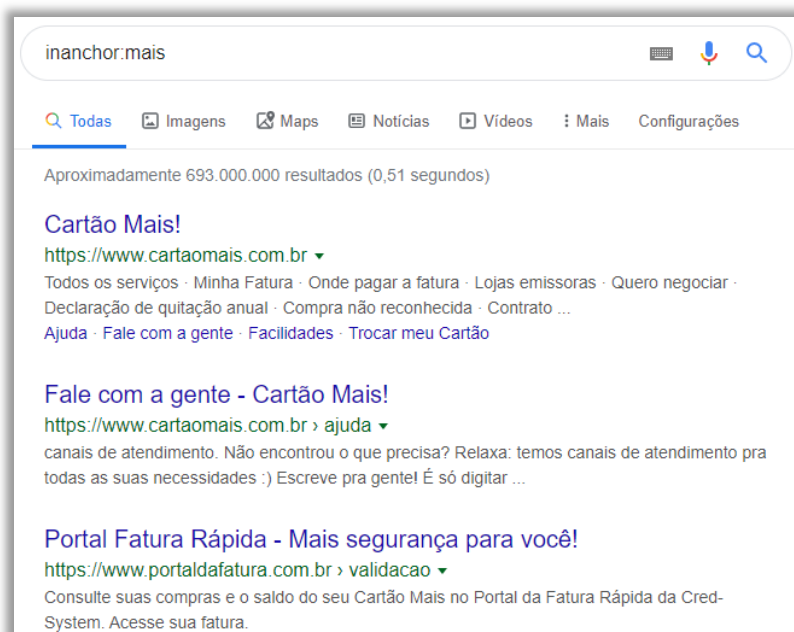 inanchor:mais
Todas Imagens Maps Notícias Vídeos Mais Configurações
Aproximadamente 693.000.000 resultados (0,51 segundos)
Cartão Mais!
https://www.cartaomais.com.br
Todos os serviços · Minha Fatura · Onde pagar a fatura · Lojas emissoras · Quero negociar ·
Declaração de quitação anual · Compra não reconhecida · Contrato ...
Ajuda · Fale com a gente · Facilidades · Trocar meu Cartão
Fale com a gente - Cartão Mais!
https://www.cartaomais.com.br › ajuda
canais de atendimento. Não encontrou o que precisa? Relaxa: temos canais de atendimento pra
todas as suas necessidades :) Escreve pra gente! É só digitar ...
Portal Fatura Rápida - Mais segurança para você!
https://www.portaldafatura.com.br › validacao
Consulte suas compras e o saldo do seu Cartão Mais no Portal da Fatura Rápida da Cred-
System. Acesse sua fatura.